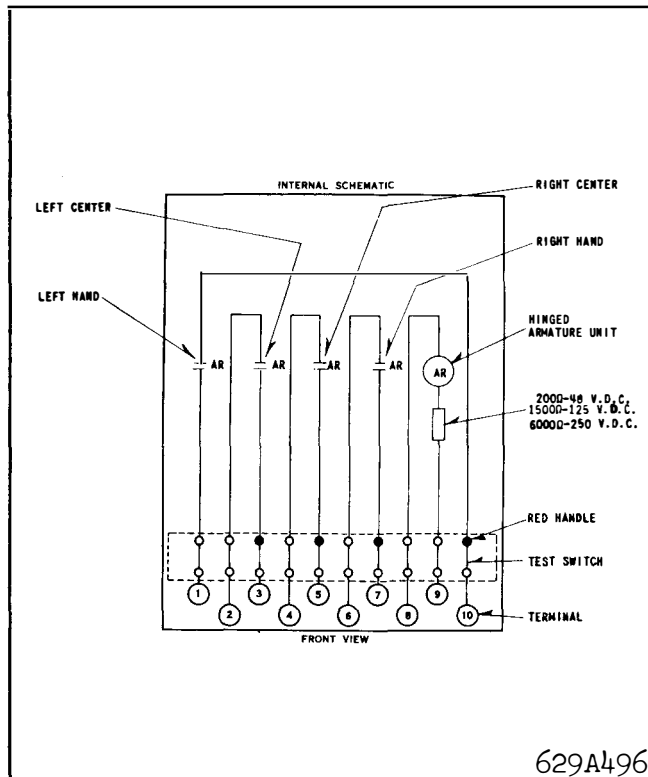 INTERNAL SCHEMATIC
LEFT CENTER
RIGHT CENTER
LEFT HAND
RIGHT HAND
AR
AR
AR
AR
HINGED
ARMATURE UNIT
AR
200Ω-48 V.D.C.
1500Ω-125 V.D.C.
6000Ω-250 V.D.C.
RED HANDLE
TEST SWITCH
1
3
5
7
9
2
4
6
8
10
TERMINAL
FRONT VIEW
629A496